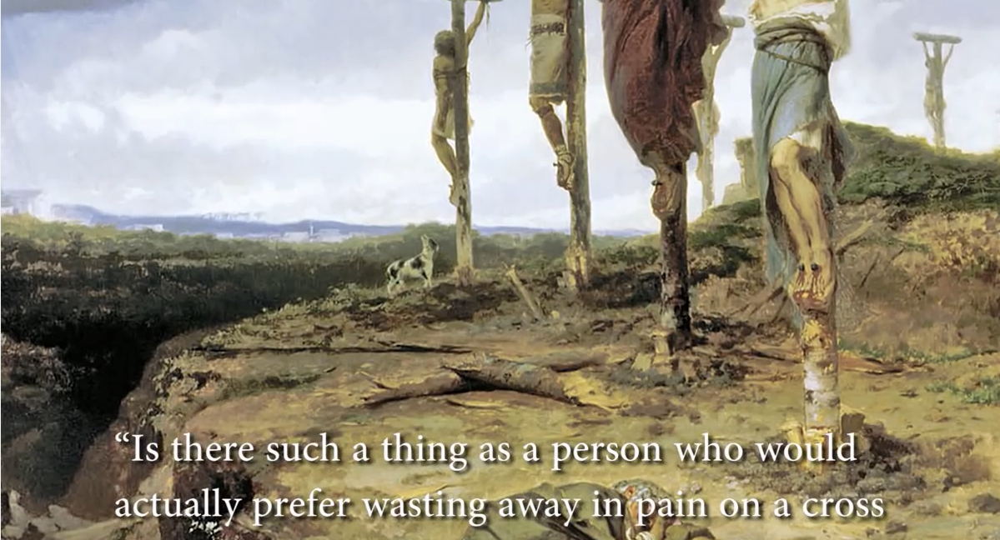 “Is there such a thing as a person who would
actually prefer wasting away in pain on a cross